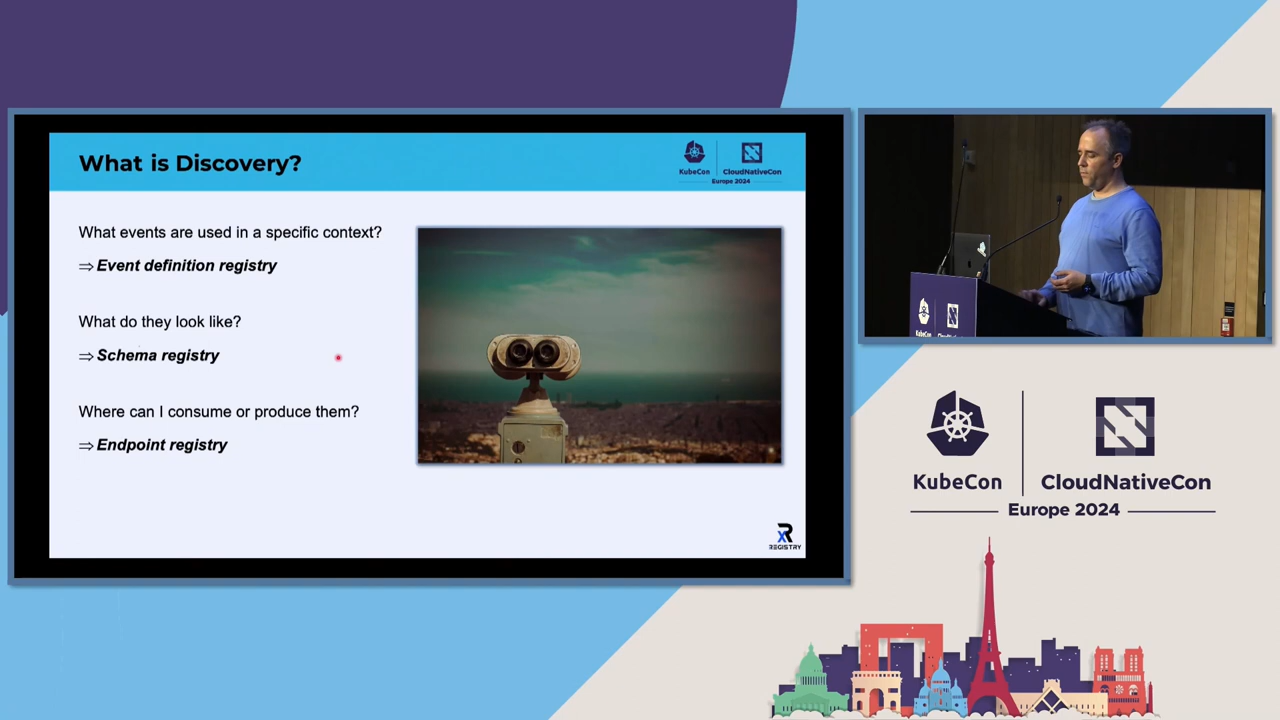 What is Discovery?
KubeCon
CloudNativeCon
Europe 2024
What events are used in a specific context?
⇒ Event definition registry
What do they look like?
⇒ Schema registry
Where can I consume or produce them?
⇒ Endpoint registry
xR
REGISTRY
KubeCon
CloudNativeCon
Europe 2024